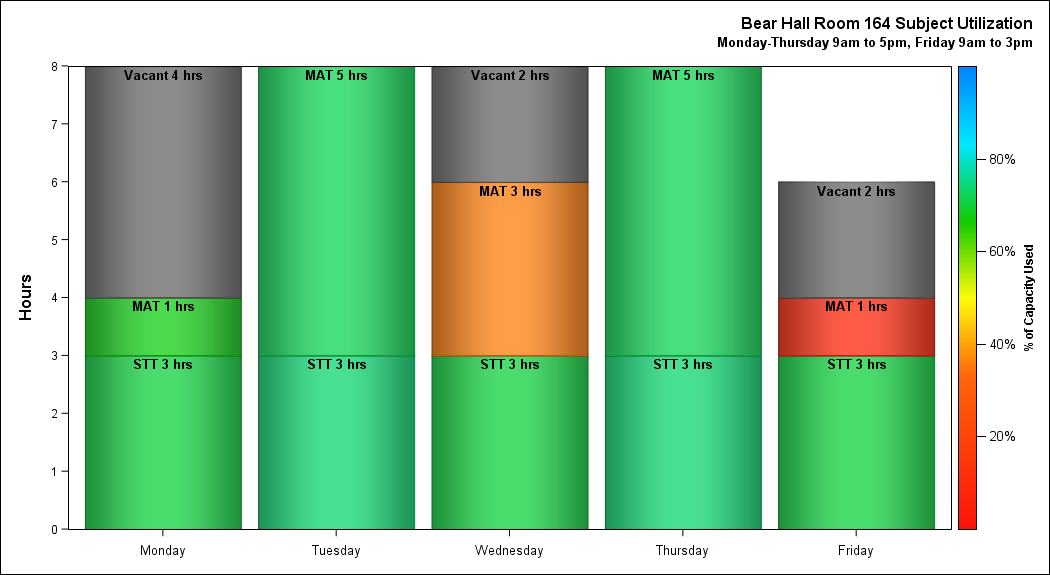 Bear Hall Room 164 Subject Utilization
Monday-Thursday 9am to 5pm, Friday 9am to 3pm
Hours
8
7
6
5
4
3
2
1
0
Vacant 4 hrs
MAT 1 hrs
STT 3 hrs
MAT 5 hrs
STT 3 hrs
Vacant 2 hrs
MAT 3 hrs
STT 3 hrs
MAT 5 hrs
STT 3 hrs
Vacant 2 hrs
MAT 1 hrs
STT 3 hrs
Monday
Tuesday
Wednesday
Thursday
Friday
80%
60%
40%
20%
% of Capacity Used